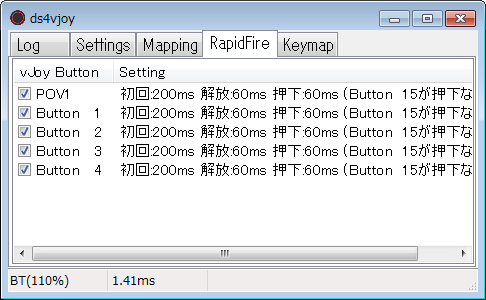 ds4vjoy
Log Settings Mapping RapidFire Keymap
vJoy Button Setting
POV1 初回:200ms 解放:60ms 押下:60ms (Button 15が押下な
Button 1 初回:200ms 解放:60ms 押下:60ms (Button 15が押下な
Button 2 初回:200ms 解放:60ms 押下:60ms (Button 15が押下な
Button 3 初回:200ms 解放:60ms 押下:60ms (Button 15が押下な
Button 4 初回:200ms 解放:60ms 押下:60ms (Button 15が押下な
BT(110%) 1.41ms